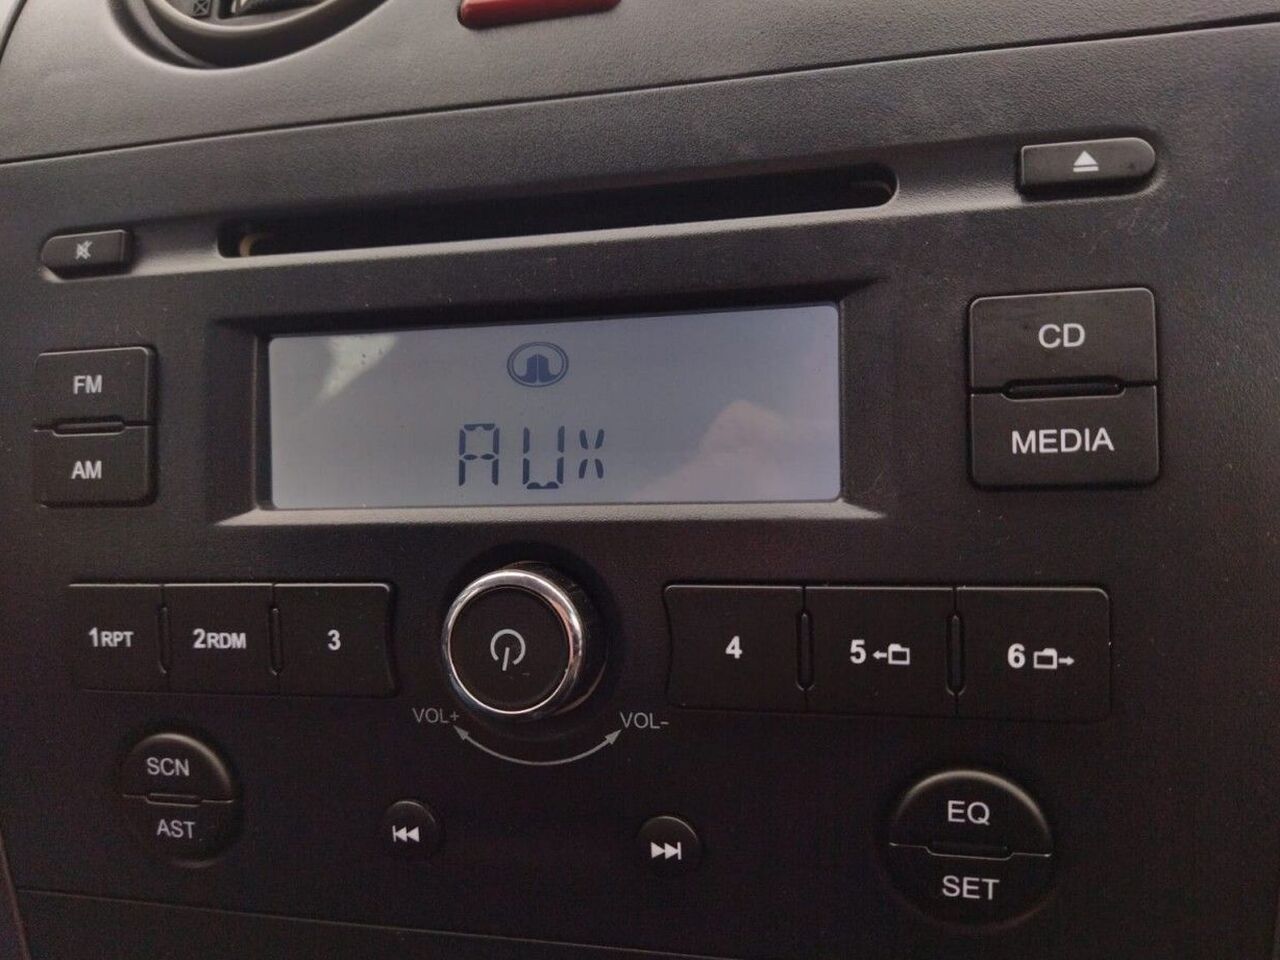 FM
AM
AUX
CD
MEDIA
1RPT
2RDM
3
4
5
6
VOL+
VOL-
SCN
AST
EQ
SET